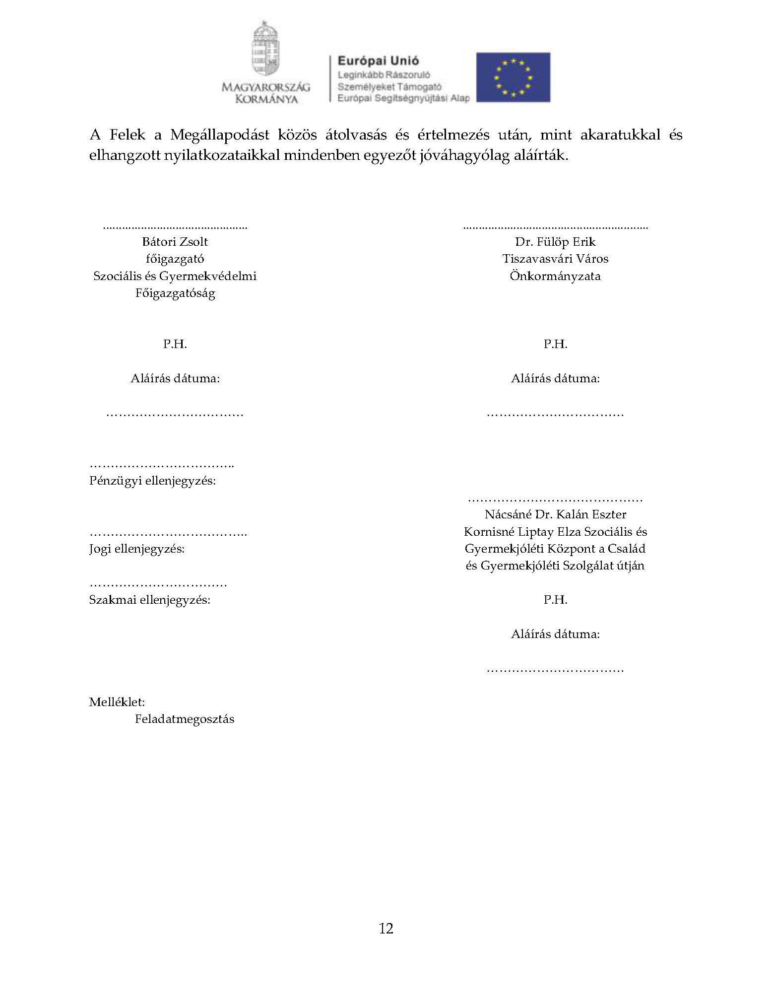 MAGYARORSZÁG
KORMÁNYA
Európai Unió
Leginkább Rászoruló
Személyeket Támogató
Európai Segítségnyújtási Alap
A Felek a Megállapodást közös átolvasás és értelmezés után, mint akaratukkal és
elhangzott nyilatkozataikkal mindenben egyezőt jóváhagyólag aláírták.
..............................................
Bátori Zsolt
főigazgató
Szociális és Gyermekvédelmi
Főigazgatóság
P.H.
Aláírás dátuma:
……………………………
...........................................................
Dr. Fülöp Erik
Tiszavasvári Város
Önkormányzata
P.H.
Aláírás dátuma:
……………………………
……………………………..
Pénzügyi ellenjegyzés:
………………………………..
Jogi ellenjegyzés:
……………………………
Szakmai ellenjegyzés:
……………………………………
Nácsáné Dr. Kalán Eszter
Kornisné Liptay Elza Szociális és
Gyermekjóléti Központ a Család
és Gyermekjóléti Szolgálat útján
P.H.
Aláírás dátuma:
……………………………
Melléklet:
Feladatmegosztás
12